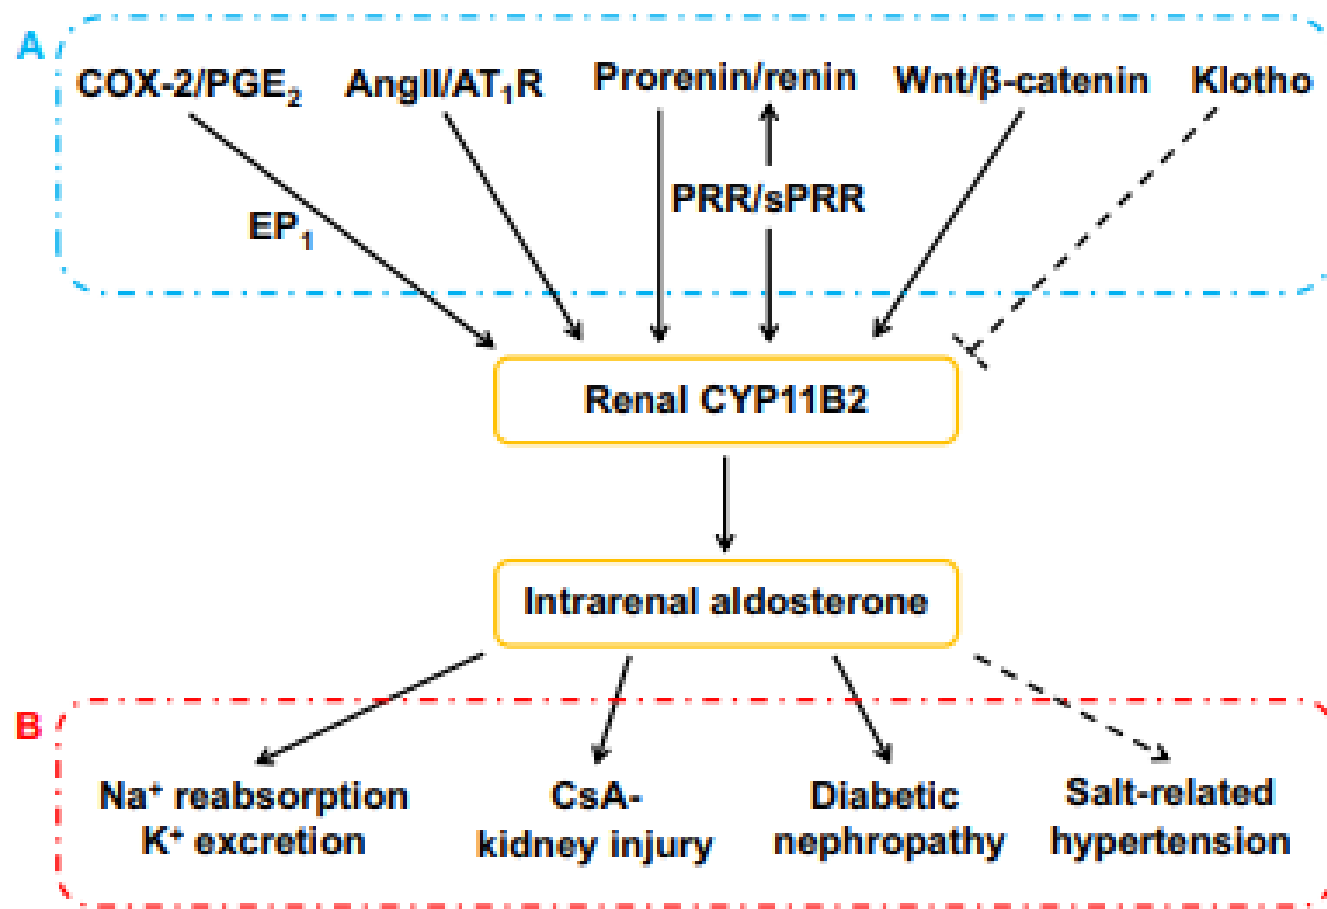 A
COX-2/PGE₂ AngII/AT₁R Prorenin/renin Wnt/β-catenin Klotho
PRR/sPRR
EP₁
Renal CYP11B2
Intrarenal aldosterone
B
Na⁺ reabsorption
K⁺ excretion
CsA-
kidney injury
Diabetic
nephropathy
Salt-related
hypertension